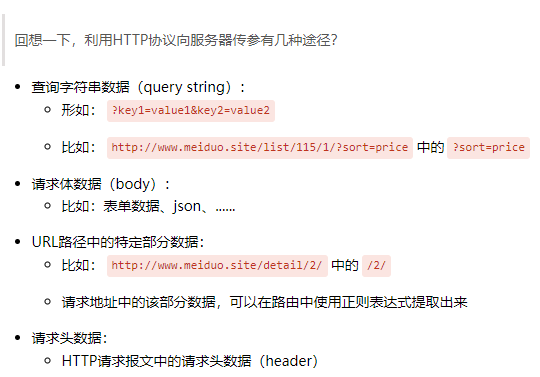 回想一下，利用HTTP协议向服务器传参有几种途径？
查询字符串数据（query string）：
形如： ?key1=value1&key2=value2
比如： http://www.meiduo.site/list/115/1/?sort=price 中的 ?sort=price
请求体数据（body）：
比如：表单数据、json、……
URL路径中的特定部分数据：
比如： http://www.meiduo.site/detail/2/ 中的 /2/
请求地址中的该部分数据，可以在路由中使用正则表达式提取出来
请求头数据：
HTTP请求报文中的请求头数据（header）